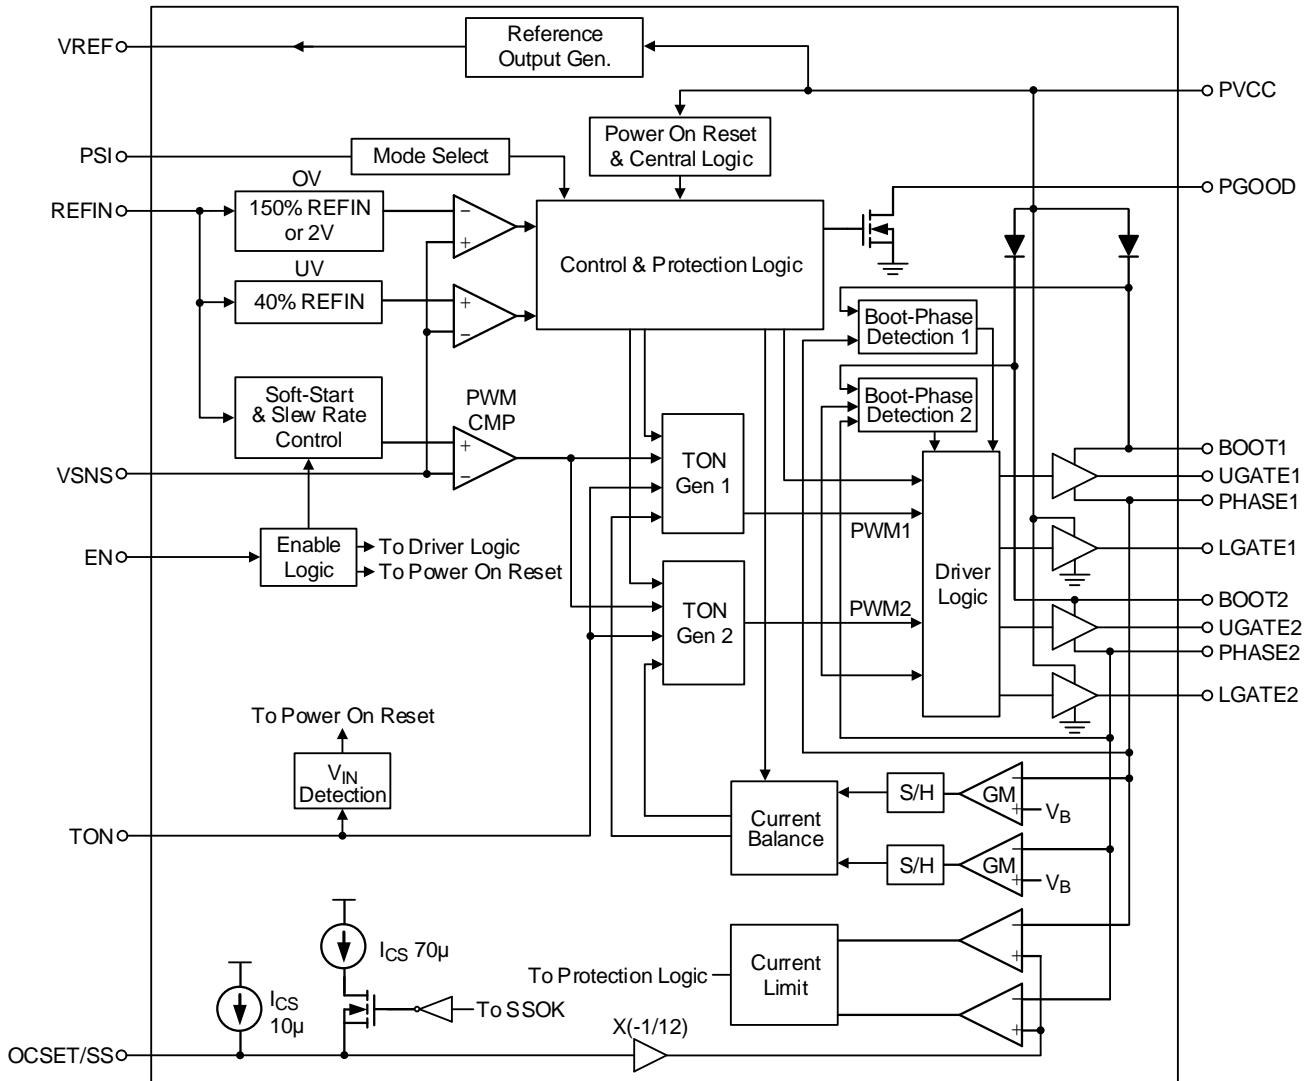 VREF
Reference
Output Gen.
PVCC
PSI
Mode Select
Power On Reset
& Central Logic
PGOOD
REFIN
OV
150% REFIN
or 2V
−
+
Control & Protection Logic
UV
40% REFIN
+
−
Boot-Phase
Detection 1
Boot-Phase
Detection 2
Soft-Start
& Slew Rate
Control
PWM
CMP
+
−
VSNS
TON
Gen 1
BOOT1
UGATE1
PHASE1
PWM1
EN
Enable
Logic
To Driver Logic
To Power On Reset
LGATE1
Driver
Logic
TON
Gen 2
PWM2
BOOT2
UGATE2
PHASE2
LGATE2
To Power On Reset
VIN
Detection
TON
Current
Balance
S/H
GM
−
+
VB
S/H
GM
−
+
VB
ICS 70µ
ICS
10µ
To SSOK
To Protection Logic
Current
Limit
−
+
−
+
X(-1/12)
OCSET/SS